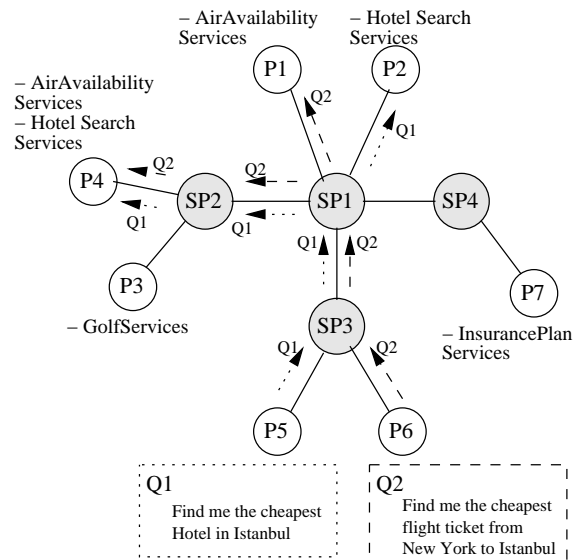 – AirAvailability
Services
– Hotel Search
Services
P1
P2
– AirAvailability
Services
– Hotel Search
Services
Q2
Q1
Q2
P4
Q2
SP2
SP1
SP4
Q1
Q1
Q1
Q2
P3
P7
– GolfServices
SP3
– InsurancePlan
Services
Q1
Q2
P5
P6
Q1
Find me the cheapest
Hotel in Istanbul
Q2
Find me the cheapest
flight ticket from
New York to Istanbul